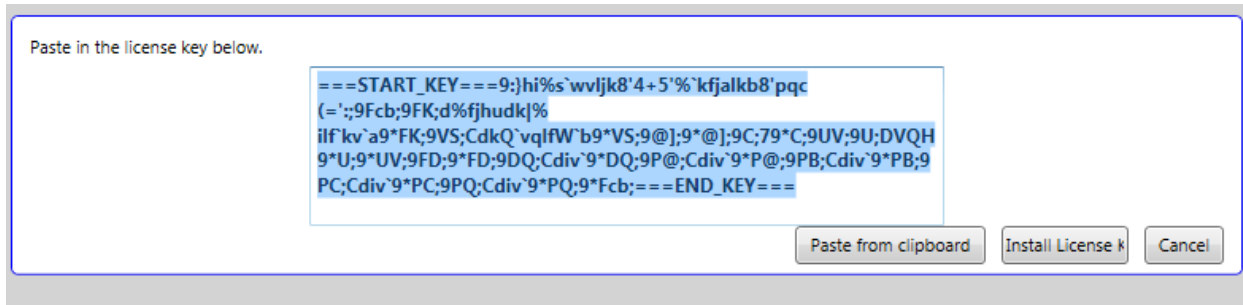 Paste in the license key below.
===START_KEY===9:}hi%s`wvljk8'4+5'%`kfjalkb8'pqc
(=':;9Fcb;9FK;d%fjhudk|%
ilf`kv`a9*FK;9VS;CdkQ`vqlfW`b9*VS;9@];9*@];9C;79*C;9UV;9U;DVQH
9*U;9*UV;9FD;9*FD;9DQ;Cdiv`9*DQ;9P@;Cdiv`9*P@;9PB;Cdiv`9*PB;9
PC;Cdiv`9*PC;9PQ;Cdiv`9*PQ;9*Fcb;===END_KEY===
Paste from clipboard
Install License K
Cancel